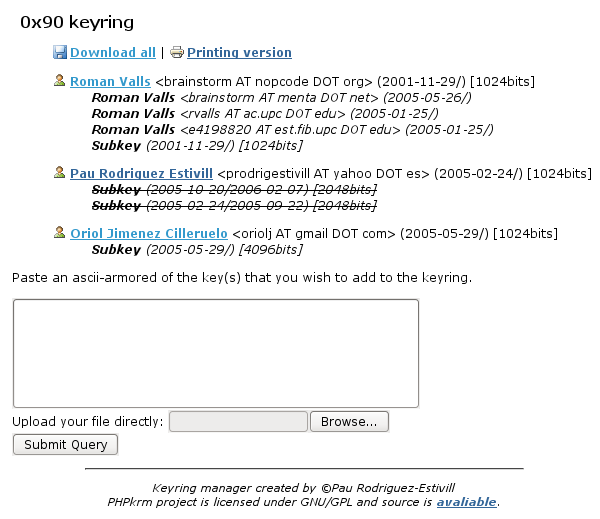 0x90 keyring
Download all | Printing version
Roman Valls <brainstorm AT nopcode DOT org> (2001-11-29/) [1024bits]
Roman Valls <brainstorm AT menta DOT net> (2005-05-26/)
Roman Valls <rvalls AT ac.upc DOT edu> (2005-01-25/)
Roman Valls <e4198820 AT est.fib.upc DOT edu> (2005-01-25/)
Subkey (2001-11-29/) [1024bits]
Pau Rodriguez Estivill <prodrigestivill AT yahoo DOT es> (2005-02-24/) [1024bits]
Subkey (2005-10-20/2006-02-07) [2048bits]
Subkey (2005-02-24/2005-09-22) [2048bits]
Oriol Jimenez Cilleruelo <oriolj AT gmail DOT com> (2005-05-29/) [1024bits]
Subkey (2005-05-29/) [4096bits]
Paste an ascii-armored of the key(s) that you wish to add to the keyring.
Upload your file directly: Browse...
Submit Query
Keyring manager created by ©Pau Rodriguez-Estivill
PHPkrm project is licensed under GNU/GPL and source is avaliable.